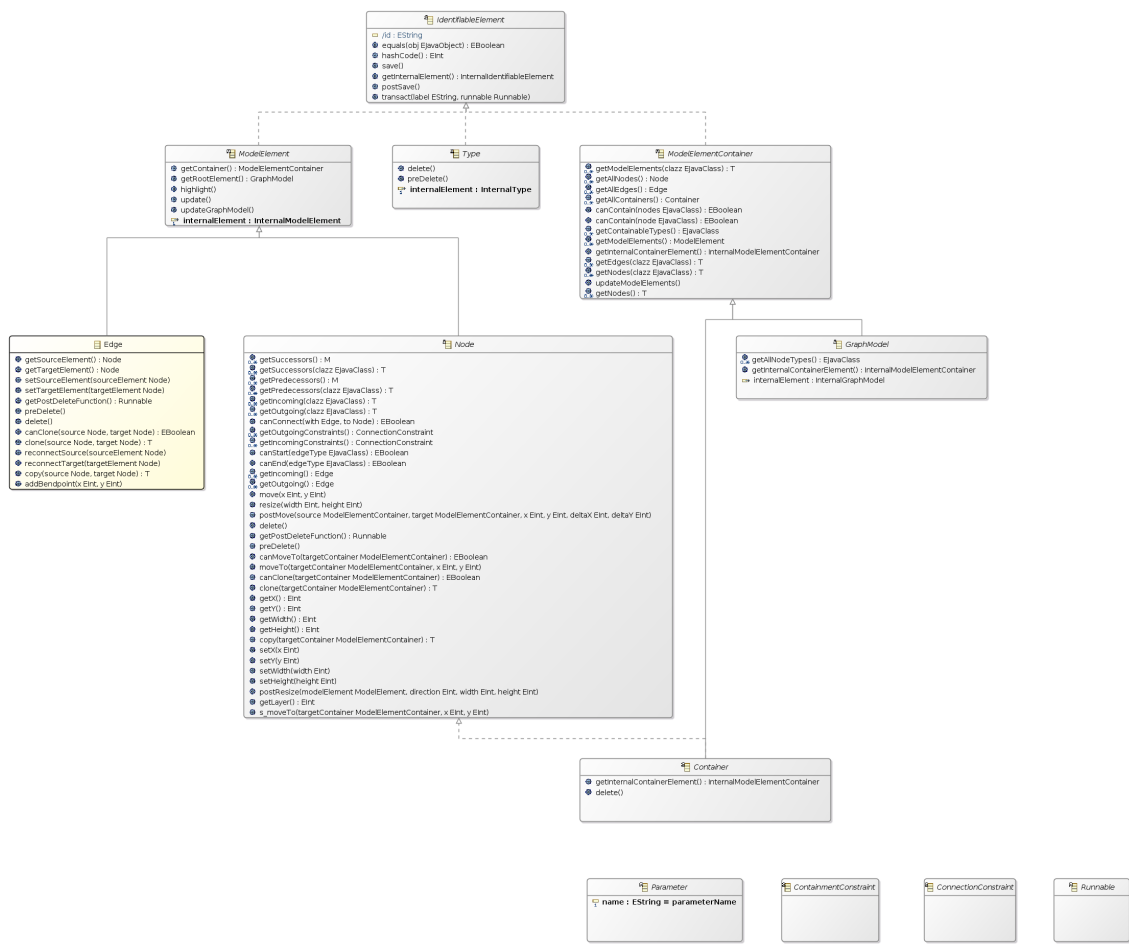 IdentifiableElement
/id : EString
equals(obj EJavaObject) : EBoolean
hashCode() : EInt
save()
getInternalElement() : InternalIdentifiableElement
postSave()
transact(label EString, runnable Runnable)
ModelElement
getContainer() : ModelElementContainer
getRootElement() : GraphModel
highlight()
update()
updateGraphModel()
internalElement : InternalModelElement
Type
delete()
preDelete()
internalElement : InternalType
ModelElementContainer
getModelElements(clazz EJavaClass) : T
getAllNodes() : Node
getAllEdges() : Edge
getAllContainers() : Container
canContain(nodes EJavaClass) : EBoolean
canContain(node EJavaClass) : EBoolean
getContainableTypes() : EJavaClass
getModelElements() : ModelElement
getInternalContainerElement() : InternalModelElementContainer
getEdges(clazz EJavaClass) : T
getNodes(clazz EJavaClass) : T
updateModelElements()
getNodes() : T
Edge
getSourceElement() : Node
getTargetElement() : Node
setSourceElement(sourceElement Node)
setTargetElement(targetElement Node)
getPostDeleteFunction() : Runnable
preDelete()
delete()
canClone(source Node, target Node) : EBoolean
clone(source Node, target Node) : T
reconnectSource(sourceElement Node)
reconnectTarget(targetElement Node)
copy(source Node, target Node) : T
addBendpoint(x EInt, y EInt)
Node
getSuccessors() : M
getSuccessors(clazz EJavaClass) : T
getPredecessors() : M
getPredecessors(clazz EJavaClass) : T
getIncoming(clazz EJavaClass) : T
getOutgoing(clazz EJavaClass) : T
canConnect(with Edge, to Node) : EBoolean
getOutgoingConstraints() : ConnectionConstraint
getIncomingConstraints() : ConnectionConstraint
canStart(edgeType EJavaClass) : EBoolean
canEnd(edgeType EJavaClass) : EBoolean
getIncoming() : Edge
getOutgoing() : Edge
move(x EInt, y EInt)
resize(width EInt, height EInt)
postMove(source ModelElementContainer, target ModelElementContainer, x EInt, y EInt, deltaX EInt, deltaY EInt)
delete()
getPostDeleteFunction() : Runnable
preDelete()
canMoveTo(targetContainer ModelElementContainer) : EBoolean
moveTo(targetContainer ModelElementContainer, x EInt, y EInt)
canClone(targetContainer ModelElementContainer) : EBoolean
clone(targetContainer ModelElementContainer) : T
getX() : EInt
getY() : EInt
getWidth() : EInt
getHeight() : EInt
copy(targetContainer ModelElementContainer) : T
setX(x EInt)
setY(y EInt)
setWidth(width EInt)
setHeight(height EInt)
postResize(modelElement ModelElement, direction EInt, width EInt, height EInt)
getLayer() : EInt
s_moveTo(targetContainer ModelElementContainer, x EInt, y EInt)
GraphModel
getAllNodeTypes() : EJavaClass
getInternalContainerElement() : InternalModelElementContainer
internalElement : InternalGraphModel
Container
getInternalContainerElement() : InternalModelElementContainer
delete()
Parameter
name : EString = parameterName
ContainmentConstraint
ConnectionConstraint
Runnable